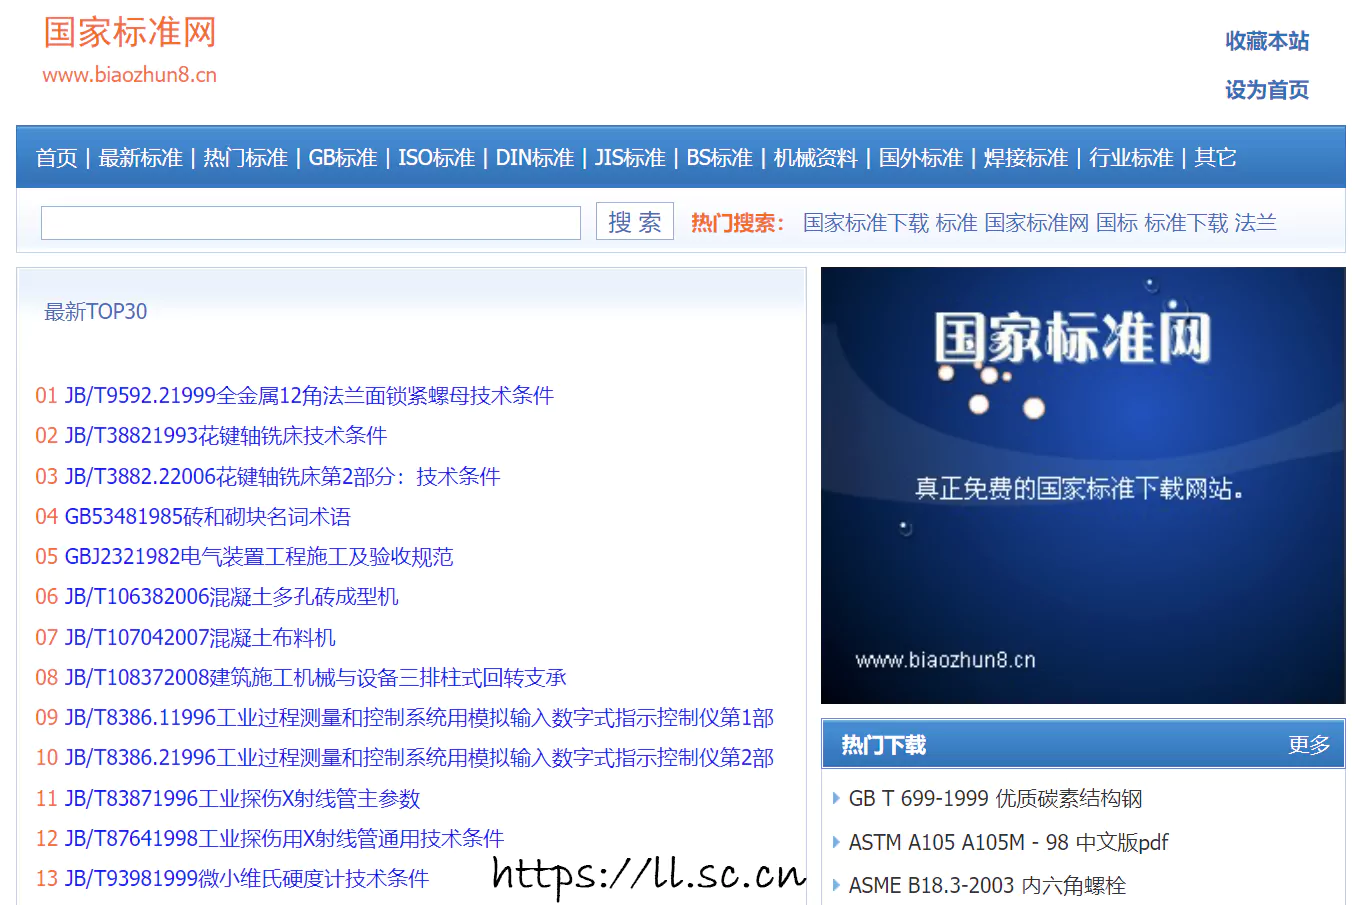 国家标准网
www.biaozhun8.cn
收藏本站
设为首页
首页 | 最新标准 | 热门标准 | GB标准 | ISO标准 | DIN标准 | JIS标准 | BS标准 | 机械资料 | 国外标准 | 焊接标准 | 行业标准 | 其它
搜 索 热门搜索： 国家标准下载 标准 国家标准网 国标 标准下载 法兰
最新TOP30
01 JB/T9592.21999全金属12角法兰面锁紧螺母技术条件
02 JB/T38821993花键轴铣床技术条件
03 JB/T3882.22006花键轴铣床第2部分：技术条件
04 GB53481985砖和砌块名词术语
05 GBJ2321982电气装置工程施工及验收规范
06 JB/T106382006混凝土多孔砖成型机
07 JB/T107042007混凝土布料机
08 JB/T108372008建筑施工机械与设备三排柱式回转支承
09 JB/T8386.11996工业过程测量和控制系统用模拟输入数字式指示控制仪第1部
10 JB/T8386.21996工业过程测量和控制系统用模拟输入数字式指示控制仪第2部
11 JB/T83871996工业探伤X射线管主参数
12 JB/T87641998工业探伤用X射线管通用技术条件
13 JB/T93981999微小维氏硬度计技术条件
https://ll.sc.cn
国家标准网
真正免费的国家标准下载网站。
www.biaozhun8.cn
热门下载 更多
GB T 699-1999 优质碳素结构钢
ASTM A105 A105M - 98 中文版pdf
ASME B18.3-2003 内六角螺栓